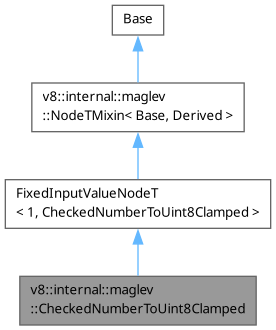 Base
v8::internal::maglev
::NodeTMixin< Base, Derived >
FixedInputValueNodeT
< 1, CheckedNumberToUint8Clamped >
v8::internal::maglev
::CheckedNumberToUint8Clamped